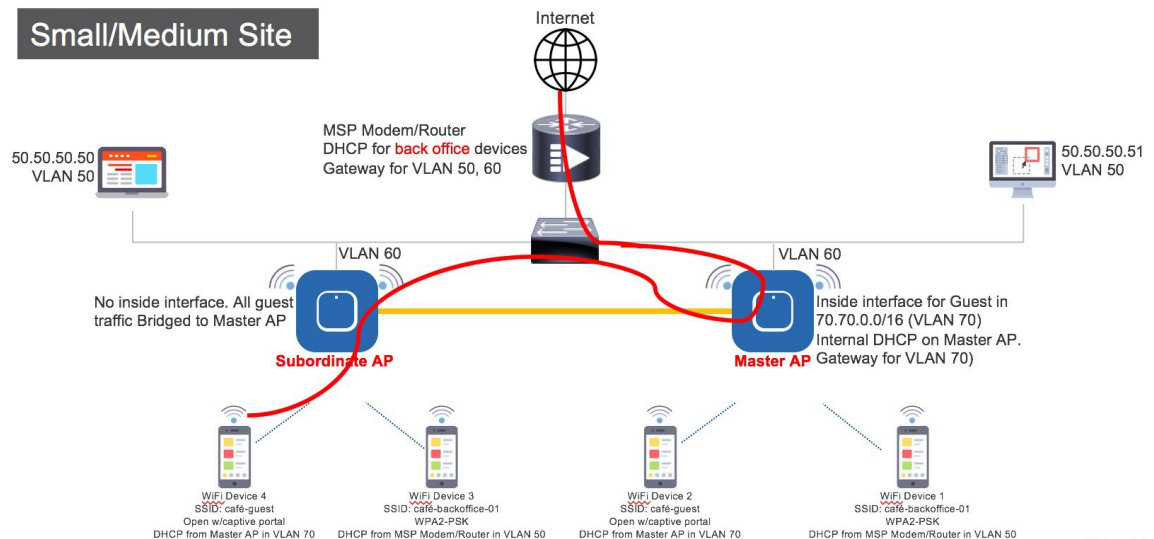 Small/Medium Site
Internet
MSP Modem/Router
DHCP for back office devices
Gateway for VLAN 50, 60
50.50.50.50
VLAN 50
50.50.50.51
VLAN 50
VLAN 60
VLAN 60
No inside interface. All guest
traffic Bridged to Master AP
Subordinate AP
Master AP
Inside interface for Guest in
70.70.0.0/16 (VLAN 70)
Internal DHCP on Master AP.
Gateway for VLAN 70)
WiFi Device 4
SSID: café-guest
Open w/captive portal
DHCP from Master AP in VLAN 70
WiFi Device 3
SSID: café-backoffice-01
WPA2-PSK
DHCP from MSP Modem/Router in VLAN 50
WiFi Device 2
SSID: café-guest
Open w/captive portal
DHCP from Master AP in VLAN 70
WiFi Device 1
SSID: café-backoffice-01
WPA2-PSK
DHCP from MSP Modem/Router in VLAN 50